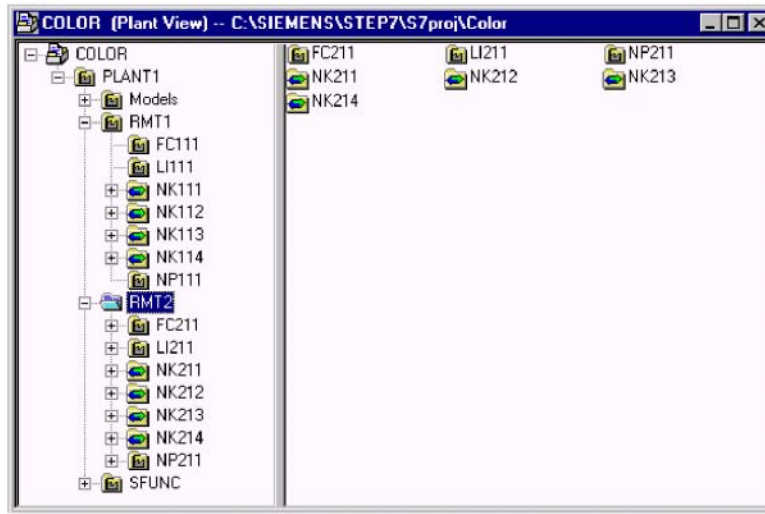 COLOR (Plant View) -- C:\SIEMENS\STEP7\S7proj\Color
COLOR
PLANT1
Models
RMT1
FC111
LI111
NK111
NK112
NK113
NK114
NP111
RMT2
FC211
LI211
NK211
NK212
NK213
NK214
NP211
SFUNC
FC211 LI211 NP211
NK211 NK212 NK213
NK214